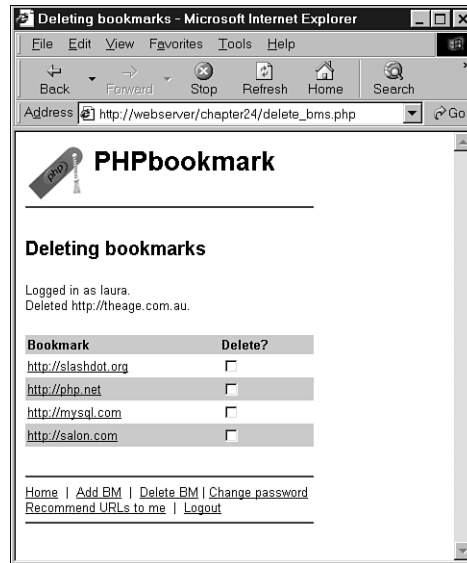 Deleting bookmarks - Microsoft Internet Explorer
File Edit View Favorites Tools Help
Back Forward Stop Refresh Home Search
Address http://webserver/chapter24/delete_bms.php Go
php PHPbookmark
Deleting bookmarks
Logged in as laura.
Deleted http://theage.com.au.
Bookmark Delete?
http://slashdot.org
http://php.net
http://mysql.com
http://salon.com
Home | Add BM | Delete BM | Change password
Recommend URLs to me | Logout